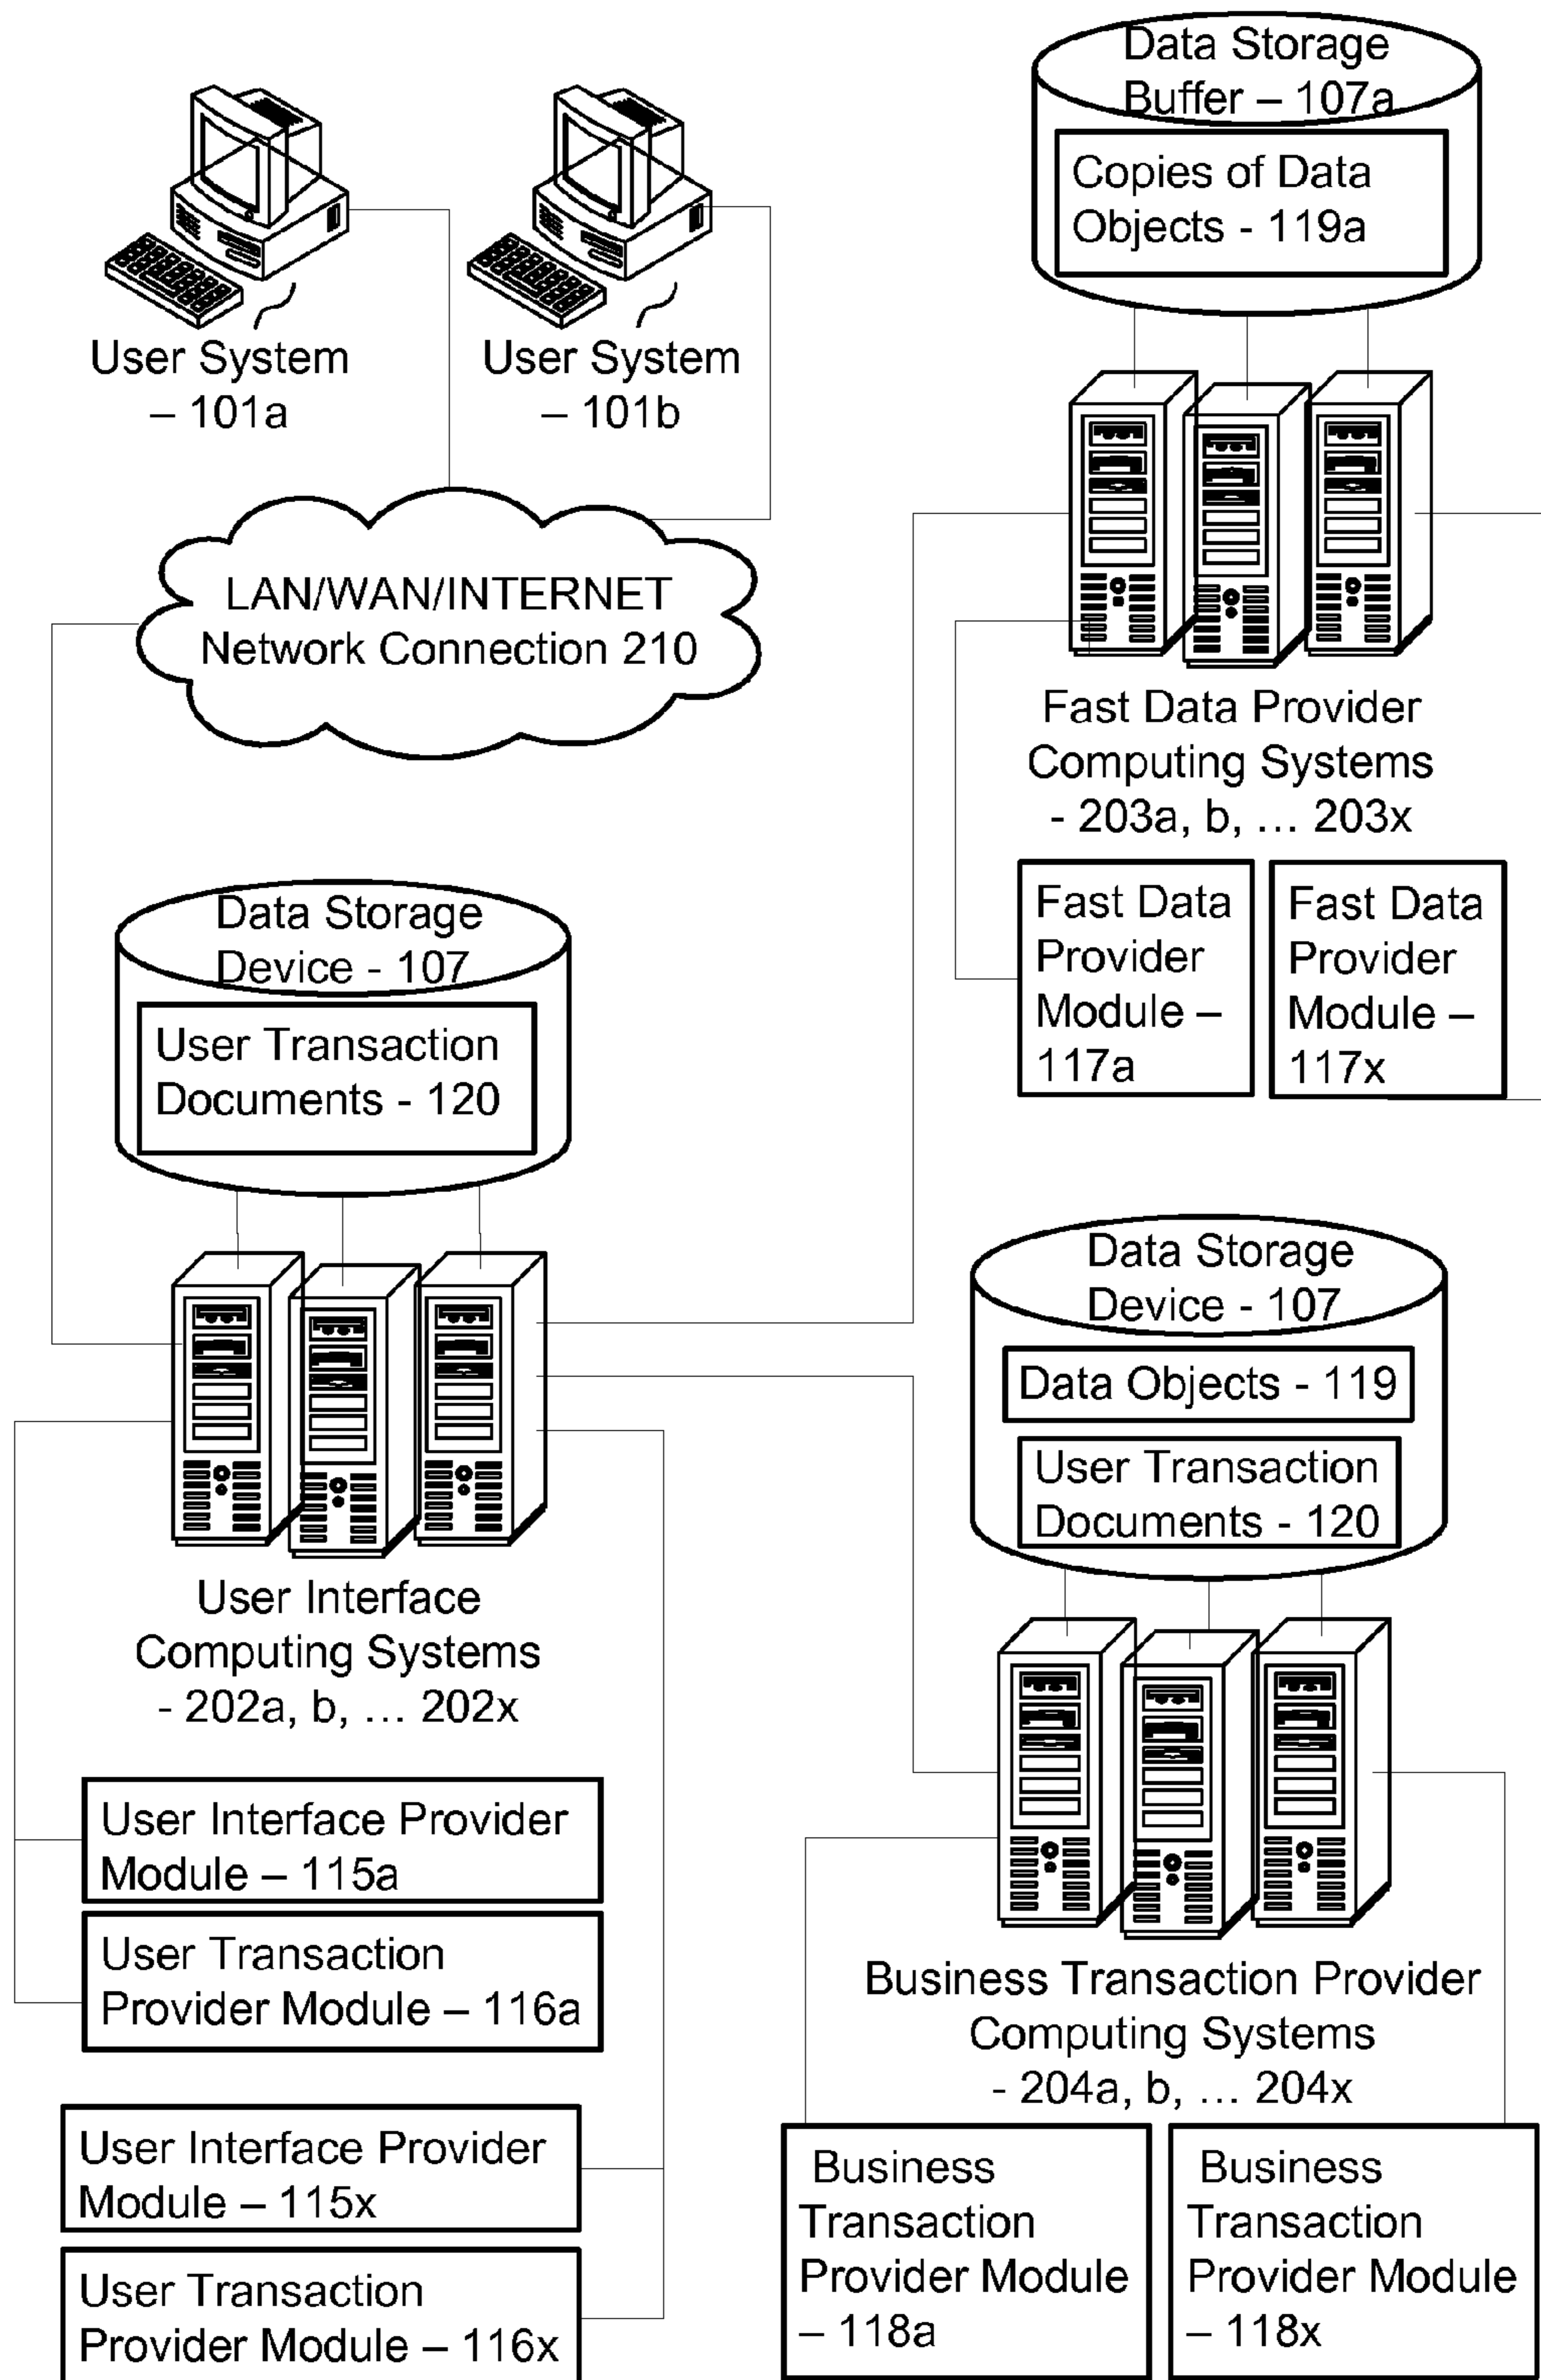 User System
– 101a
User System
– 101b
Data Storage
Buffer – 107a
Copies of Data
Objects - 119a
LAN/WAN/INTERNET
Network Connection 210
Fast Data Provider
Computing Systems
- 203a, b, … 203x
Fast Data
Provider
Module –
117a
Fast Data
Provider
Module –
117x
Data Storage
Device - 107
User Transaction
Documents - 120
User Interface
Computing Systems
- 202a, b, … 202x
User Interface Provider
Module – 115a
User Transaction
Provider Module – 116a
User Interface Provider
Module – 115x
User Transaction
Provider Module – 116x
Data Storage
Device - 107
Data Objects - 119
User Transaction
Documents - 120
Business Transaction Provider
Computing Systems
- 204a, b, … 204x
Business
Transaction
Provider Module
– 118a
Business
Transaction
Provider Module
– 118x